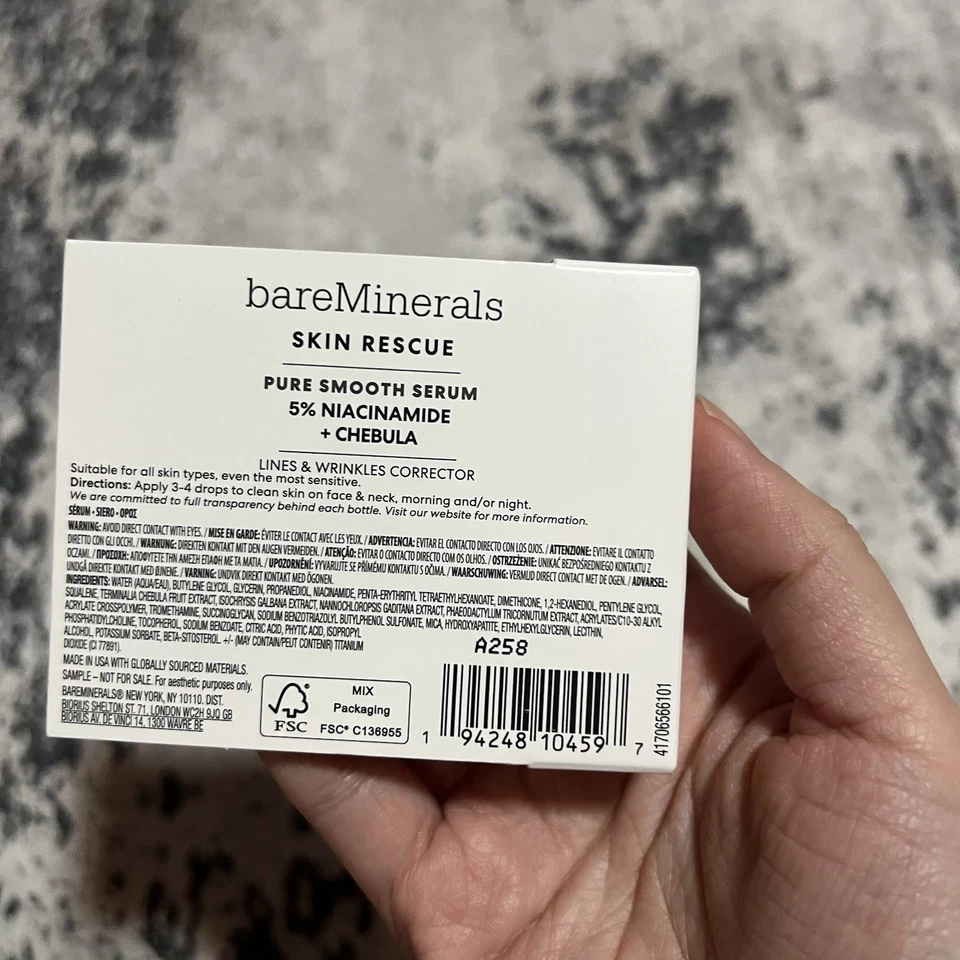 bareMinerals
SKIN RESCUE
PURE SMOOTH SERUM
5% NIACINAMIDE
+ CHEBULA
LINES & WRINKLES CORRECTOR
Suitable for all skin types, even the most sensitive.
Directions: Apply 3-4 drops to clean skin on face & neck, morning and/or night.
We are committed to full transparency behind each bottle. Visit our website for more information.
SÉRUM • SIERO • ΟΡΟΣ
WARNING: AVOID DIRECT CONTACT WITH EYES. / MISE EN GARDE: ÉVITER LE CONTACT AVEC LES YEUX. / ADVERTENCIA: EVITAR EL CONTACTO DIRECTO CON LOS OJOS. / ATTENZIONE: EVITARE IL CONTATTO
DIRETTO CON GLI OCCHI. / WARNUNG: DIREKTEN KONTAKT MIT DEN AUGEN VERMEIDEN. / ATENÇÃO: EVITAR O CONTACTO DIRETO COM OS OLHOS. / OSTRZEŻENIE: UNIKAĆ BEZPOŚREDNIEGO KONTAKTU Z
OCZAMI. / ΠΡΟΣΟΧΗ: ΑΠΟΦΥΓΕΤΕ ΤΗΝ ΑΜΕΣΗ ΕΠΑΦΗ ΜΕ ΤΑ ΜΑΤΙΑ. / UPOZORNĚNÍ: VYVARUJTE SE PŘÍMÉMU KONTAKTU S OČIMA. / WAARSCHUWING: VERMIJD DIRECT CONTACT MET DE OGEN. / ADVARSEL:
UNDGÅ DIREKTE KONTAKT MED ØJNENE. / VARNING: UNDVIK DIREKT KONTAKT MED ÖGONEN.
INGREDIENTS: WATER (AQUA/EAU), BUTYLENE GLYCOL, GLYCERIN, PROPANEDIOL, NIACINAMIDE, PENTA-ERYTHRITYL TETRAETHYLHEXANOATE, DIMETHICONE, 1,2-HEXANEDIOL, PENTYLENE GLYCOL,
SQUALENE, TERMINALIA CHEBULA FRUIT EXTRACT, ISOCHRYSIS GALBANA EXTRACT, NANNOCHLOROPSIS GADITANA EXTRACT, PHAEODACTYLUM TRICORNUTUM EXTRACT, ACRYLATES/C10-30 ALKYL
ACRYLATE CROSSPOLYMER, TROMETHAMINE, SUCCINOGLYCAN, SODIUM BENZOTRIAZOLYL BUTYLPHENOL SULFONATE, MICA, HYDROXYAPATITE, ETHYLHEXYLGLYCERIN, LECITHIN,
PHOSPHATIDYLCHOLINE, TOCOPHEROL, SODIUM BENZOATE, CITRIC ACID, PHYTIC ACID, ISOPROPYL
ALCOHOL, POTASSIUM SORBATE, BETA-SITOSTEROL. +/- (MAY CONTAIN/PEUT CONTENIR) TITANIUM
DIOXIDE (CI 77891).
A258
MADE IN USA WITH GLOBALLY SOURCED MATERIALS.
SAMPLE – NOT FOR SALE. For aesthetic purposes only.
BAREMINERALS® NEW YORK, NY 10110. DIST.
BIORIUS SHELTON ST. 71. LONDON WC2H 9JQ GB
BIORIUS AV. DE VINCI 14, 1300 WAVRE BE
FSC
MIX
Packaging
FSC® C136955
1 94248 10459 7
41706566101